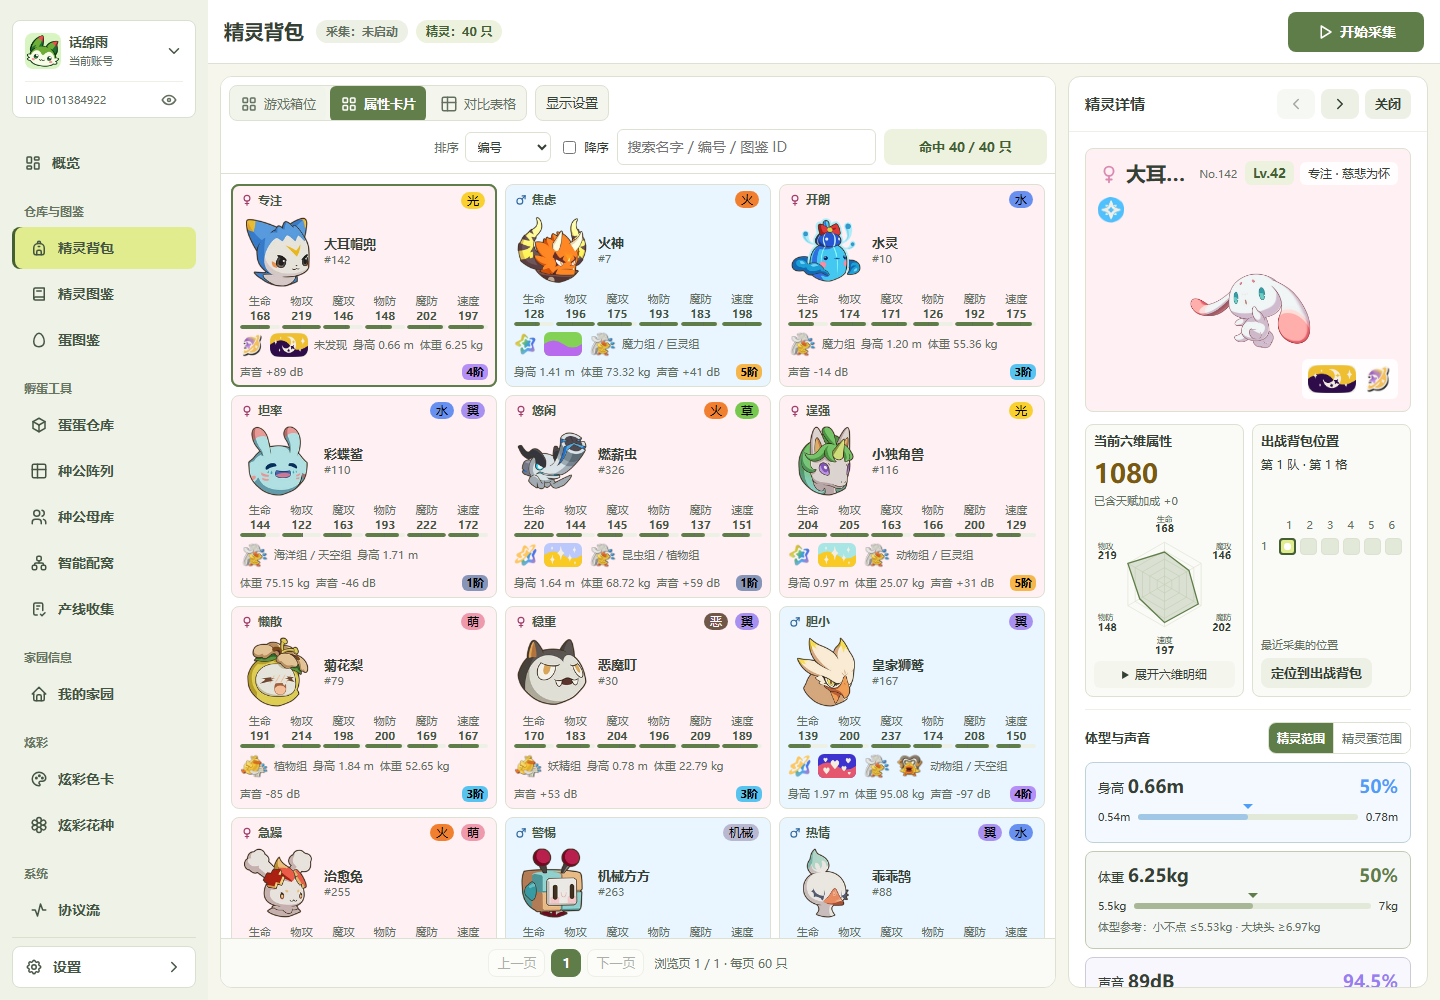 话绵雨
当前账号
UID 101384922
概览
仓库与图鉴
精灵背包
精灵图鉴
蛋图鉴
孵蛋工具
蛋蛋仓库
种公阵列
种公母库
智能配窝
产线收集
家园信息
我的家园
炫彩
炫彩色卡
炫彩花种
系统
协议流
设置
精灵背包 采集：未启动 精灵：40 只
开始采集
游戏箱位 属性卡片 对比表格 显示设置
排序 编号 降序 搜索名字 / 编号 / 图鉴 ID 命中 40 / 40 只
专注 光
大耳帽兜
#142
生命 物攻 魔攻 物防 魔防 速度
168 219 146 148 202 197
未发现 身高 0.66 m 体重 6.25 kg
声音 +89 dB 4阶
焦虑 火
火神
#7
生命 物攻 魔攻 物防 魔防 速度
128 196 175 193 183 198
魔力组 / 巨灵组
身高 1.41 m 体重 73.32 kg 声音 +41 dB 5阶
开朗 水
水灵
#10
生命 物攻 魔攻 物防 魔防 速度
125 174 171 126 192 175
魔力组 身高 1.20 m 体重 55.36 kg
声音 -14 dB 3阶
坦率 水 翼
彩蝶鲨
#110
生命 物攻 魔攻 物防 魔防 速度
144 122 163 193 222 172
海洋组 / 天空组 身高 1.71 m
体重 75.15 kg 声音 -46 dB 1阶
悠闲 火 草
燃薪虫
#326
生命 物攻 魔攻 物防 魔防 速度
220 144 145 169 137 151
昆虫组 / 植物组
身高 1.64 m 体重 68.72 kg 声音 +59 dB 1阶
逞强 光
小独角兽
#116
生命 物攻 魔攻 物防 魔防 速度
204 205 163 166 200 129
动物组 / 巨灵组
身高 0.97 m 体重 25.07 kg 声音 +31 dB 5阶
懒散 萌
菊花梨
#79
生命 物攻 魔攻 物防 魔防 速度
191 214 198 200 169 167
植物组 身高 1.84 m 体重 52.65 kg
声音 -85 dB 3阶
稳重 恶 翼
恶魔叮
#30
生命 物攻 魔攻 物防 魔防 速度
170 183 204 196 209 189
妖精组 身高 0.78 m 体重 22.79 kg
声音 +53 dB 3阶
胆小 翼
皇家狮鹫
#167
生命 物攻 魔攻 物防 魔防 速度
139 200 237 174 208 150
动物组 / 天空组
身高 1.97 m 体重 95.08 kg 声音 -97 dB 4阶
急躁 火 萌
治愈兔
#255
生命 物攻 魔攻 物防 魔防 速度
警惕 机械
机械方方
#263
生命 物攻 魔攻 物防 魔防 速度
热情 翼 水
乖乖鹄
#88
生命 物攻 魔攻 物防 魔防 速度
上一页 1 下一页 浏览页 1 / 1 · 每页 60 只
精灵详情 关闭
大耳... No.142 Lv.42 专注 · 慈悲为怀
当前六维属性
1080
已含天赋加成 +0
生命
168
物攻
219
魔攻
146
物防
148
魔防
202
速度
197
展开六维明细
出战背包位置
第 1 队 · 第 1 格
1 2 3 4 5 6
1
最近采集的位置
定位到出战背包
体型与声音 精灵范围 精灵蛋范围
身高 0.66m 50%
0.54m 0.78m
体重 6.25kg 50%
5.5kg 7kg
体型参考：小不点 ≤5.53kg · 大块头 ≥6.97kg
声音 89dB 94.5%